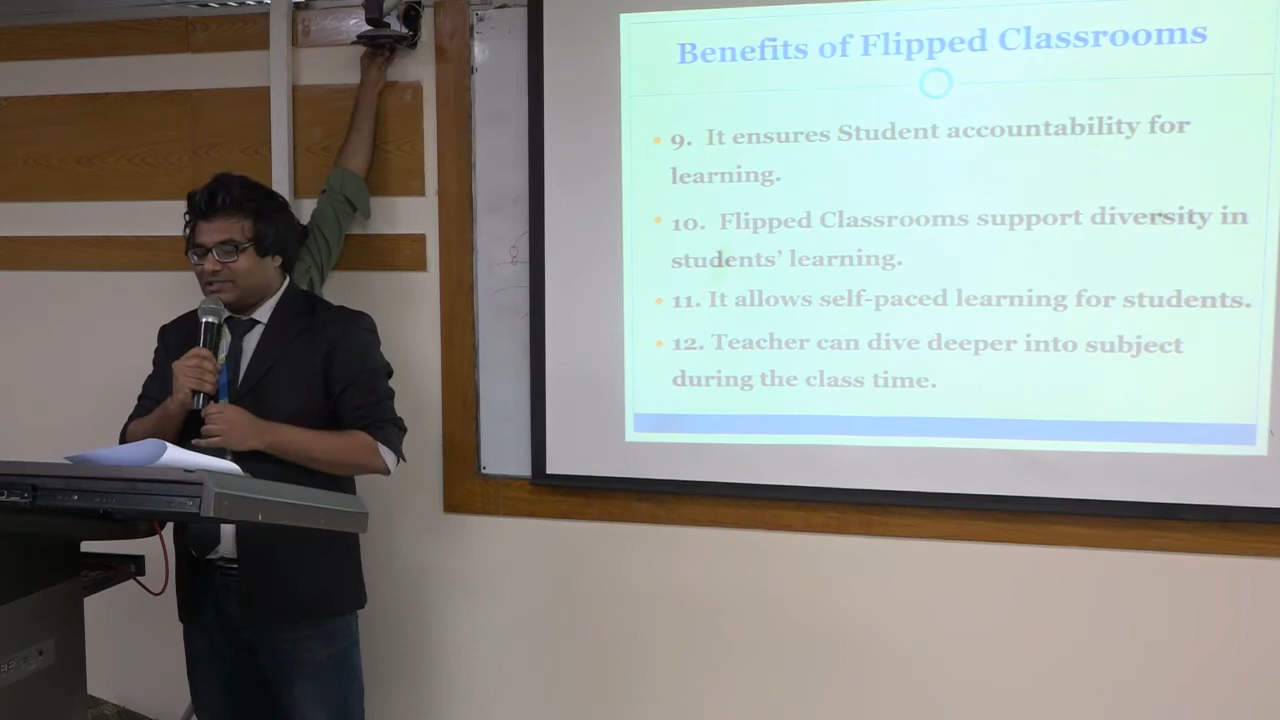 Benefits of Flipped Classrooms
9. It ensures Student accountability for
learning.
10. Flipped Classrooms support diversity in
students' learning.
11. It allows self-paced learning for students.
12. Teacher can dive deeper into subject
during the class time.